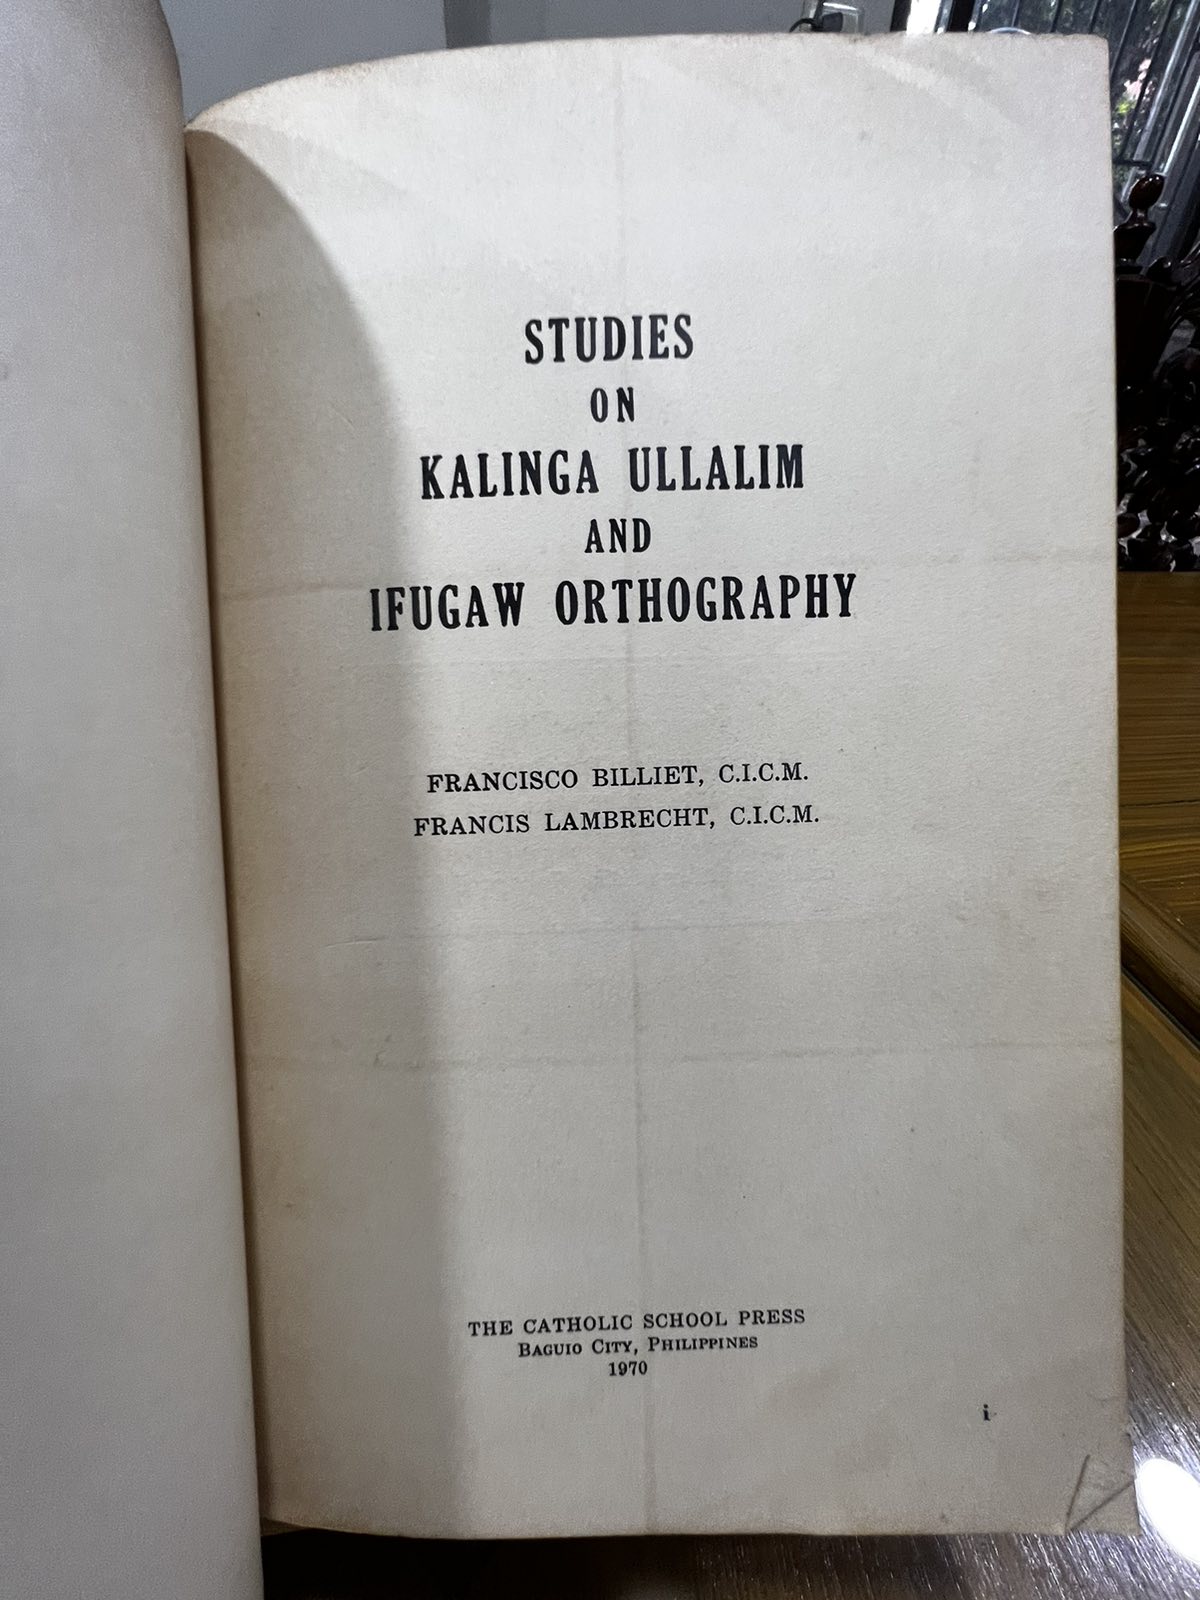 STUDIES
ON
KALINGA ULLALIM
AND
IFUGAW ORTHOGRAPHY
FRANCISCO BILLIET, C.I.C.M.
FRANCIS LAMBRECHT, C.I.C.M.
THE CATHOLIC SCHOOL PRESS
BAGUIO CITY, PHILIPPINES
1970
i